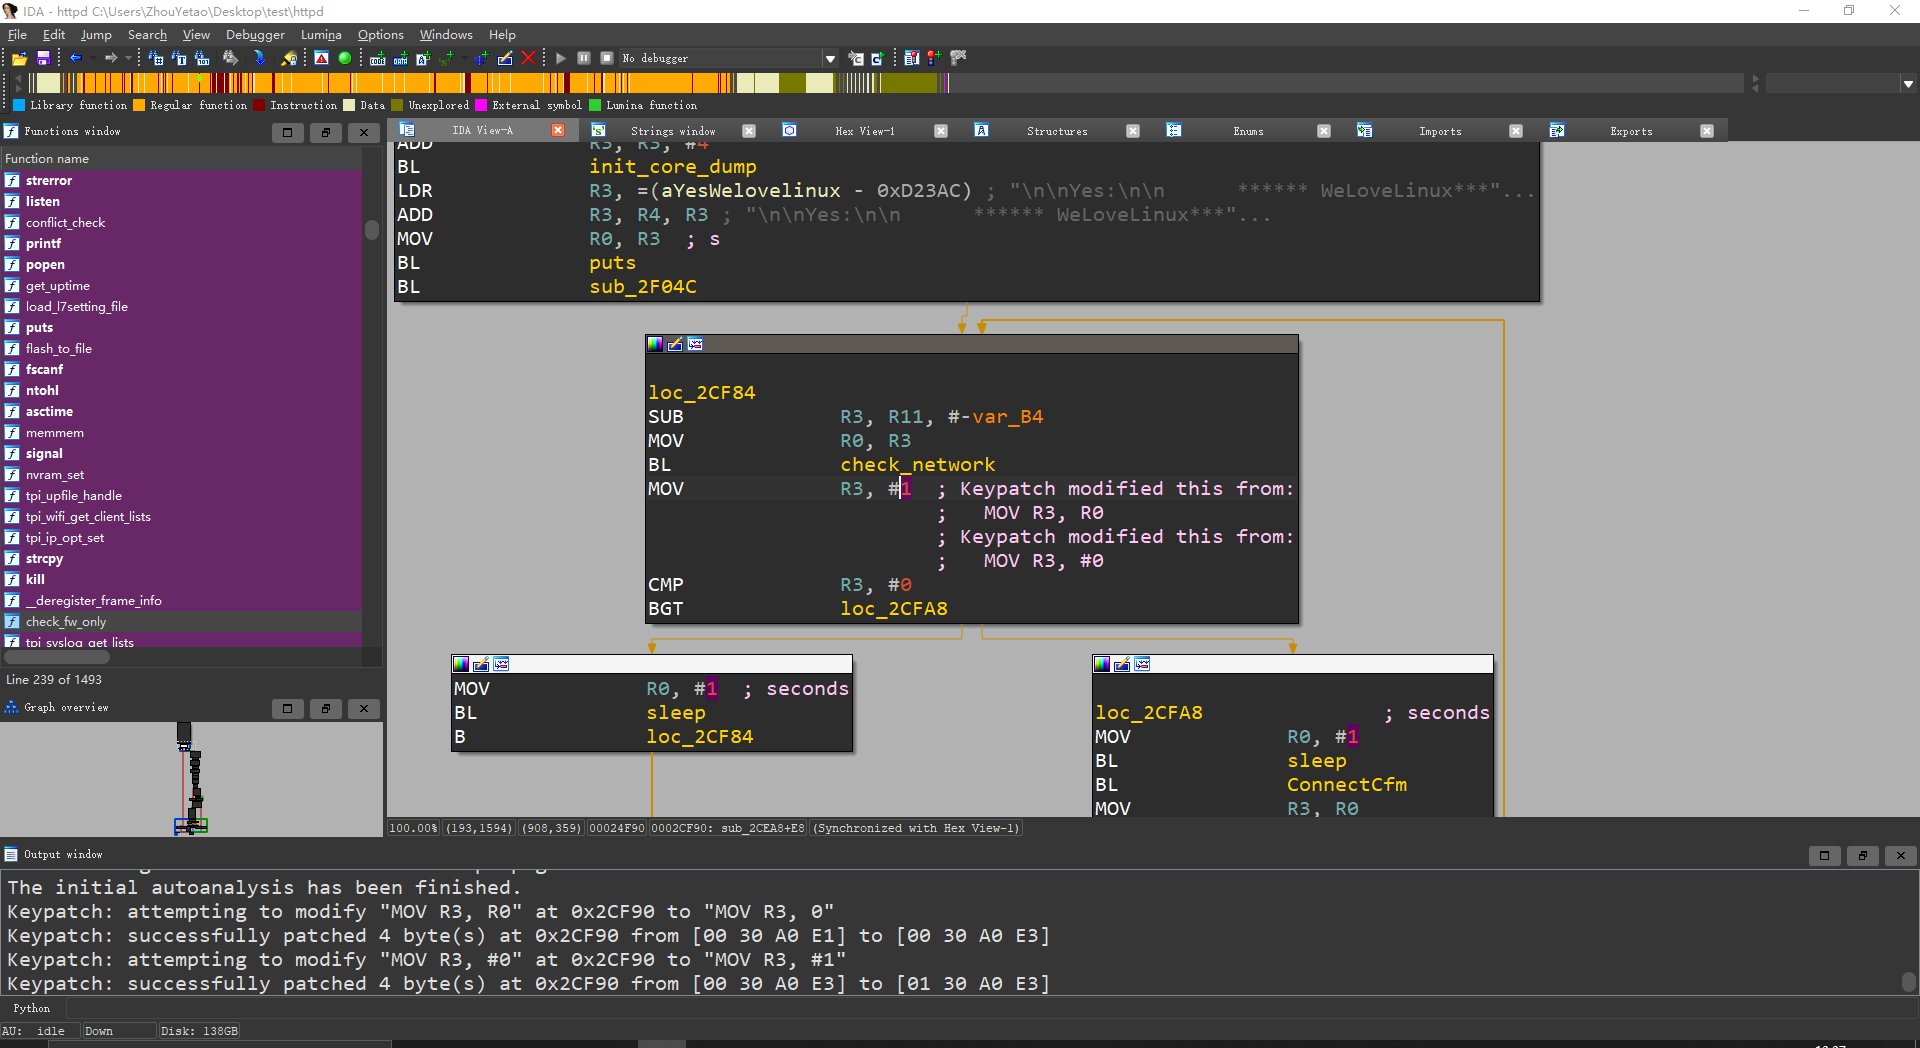 IDA - httpd C:\Users\ZhouYetao\Desktop\test\httpd
File Edit Jump Search View Debugger Lumina Options Windows Help
No debugger
Library function Regular function Instruction Data Unexplored External symbol Lumina function
Functions window
Function name
strerror
listen
conflict_check
printf
popen
get_uptime
load_l7setting_file
puts
flash_to_file
fscanf
ntohl
asctime
memmem
signal
nvram_set
tpi_upfile_handle
tpi_wifi_get_client_lists
tpi_ip_opt_set
strcpy
kill
__deregister_frame_info
check_fw_only
tpi_syslog_get_lists
Line 239 of 1493
Graph overview
IDA View-A Strings window Hex View-1 Structures Enums Imports Exports
ADD R3, R3, #4
BL init_core_dump
LDR R3, =(aYesWelovelinux - 0xD23AC) ; "\n\nYes:\n\n ****** WeLoveLinux***"...
ADD R3, R4, R3 ; "\n\nYes:\n\n ****** WeLoveLinux***"...
MOV R0, R3 ; s
BL puts
BL sub_2F04C
loc_2CF84
SUB R3, R11, #-var_B4
MOV R0, R3
BL check_network
MOV R3, #1 ; Keypatch modified this from:
; MOV R3, R0
; Keypatch modified this from:
; MOV R3, #0
CMP R3, #0
BGT loc_2CFA8
MOV R0, #1 ; seconds
BL sleep
B loc_2CF84
loc_2CFA8 ; seconds
MOV R0, #1
BL sleep
BL ConnectCfm
MOV R3, R0
100.00% (193,1594) (908,359) 00024F90 0002CF90: sub_2CEA8+E8 (Synchronized with Hex View-1)
Output window
The initial autoanalysis has been finished.
Keypatch: attempting to modify "MOV R3, R0" at 0x2CF90 to "MOV R3, 0"
Keypatch: successfully patched 4 byte(s) at 0x2CF90 from [00 30 A0 E1] to [00 30 A0 E3]
Keypatch: attempting to modify "MOV R3, #0" at 0x2CF90 to "MOV R3, #1"
Keypatch: successfully patched 4 byte(s) at 0x2CF90 from [00 30 A0 E3] to [01 30 A0 E3]
Python
AU: idle Down Disk: 138GB